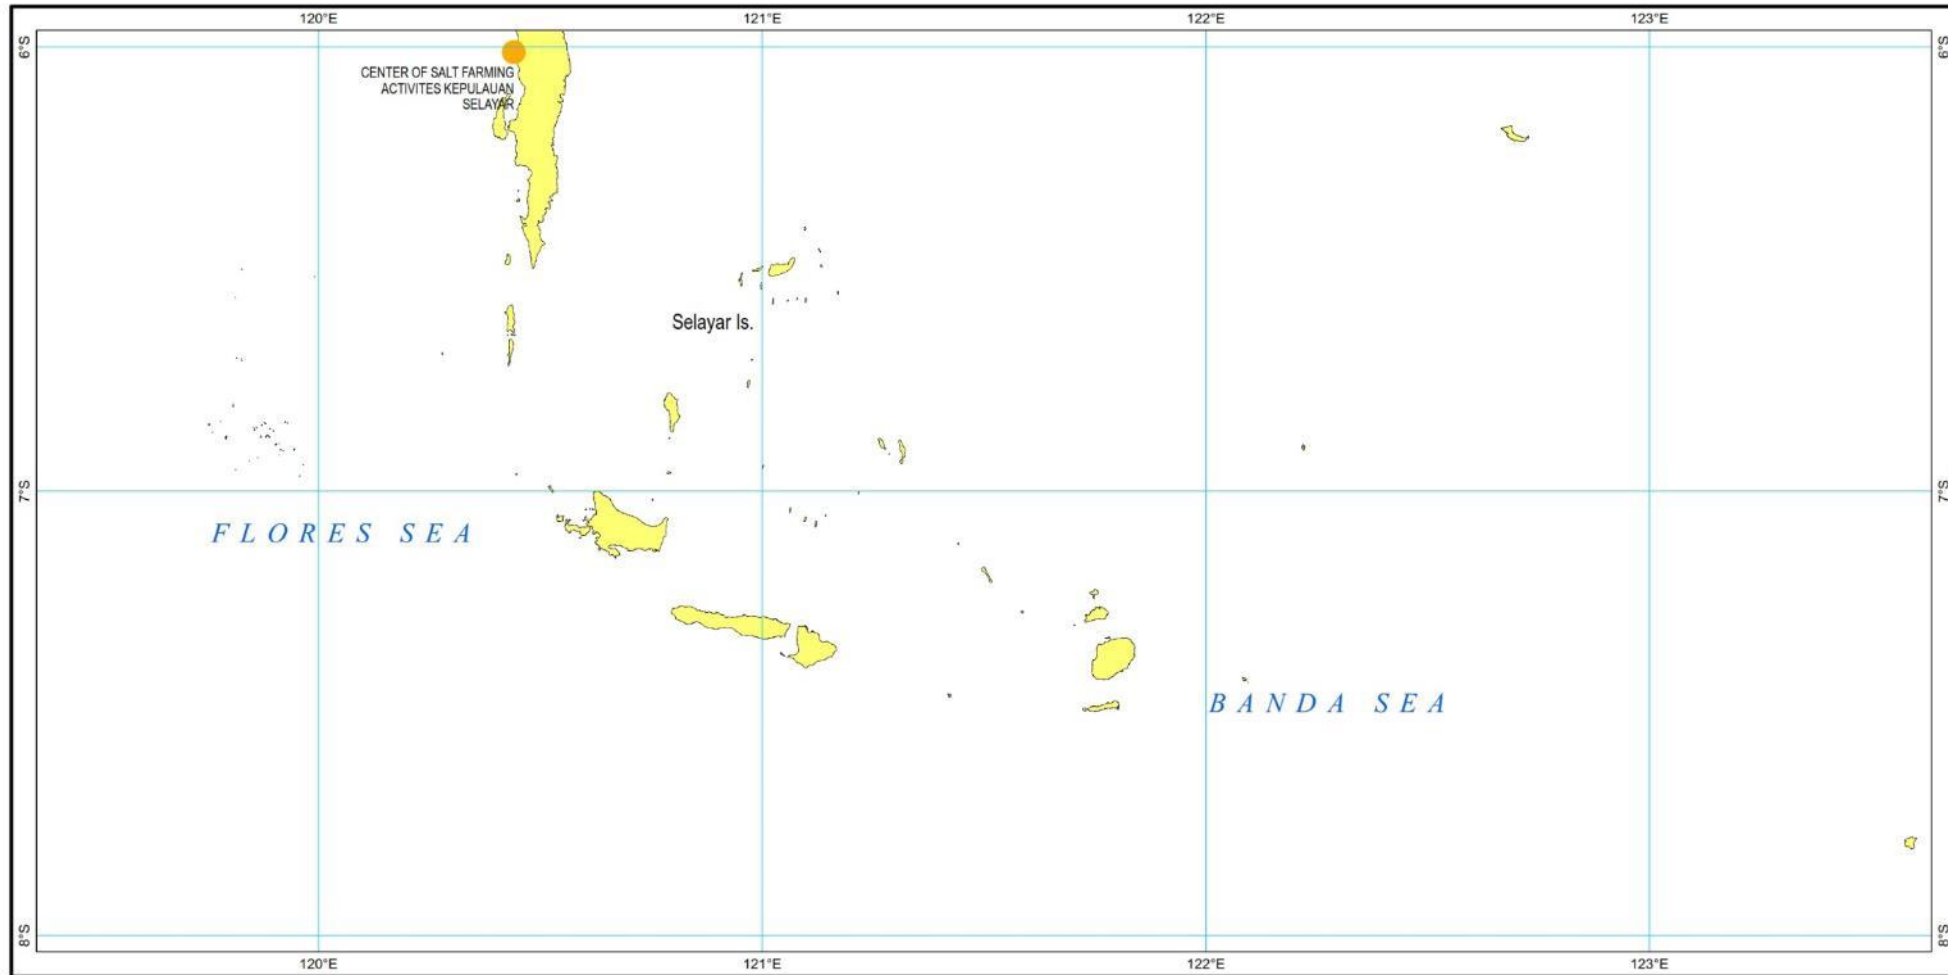 120°E 121°E 122°E 123°E
6°S 6°S
CENTER OF SALT FARMING
ACTIVITES KEPULAUAN
SELAYAR
Selayar Is.
7°S 7°S
FLORES SEA
BANDA SEA
8°S 8°S
120°E 121°E 122°E 123°E